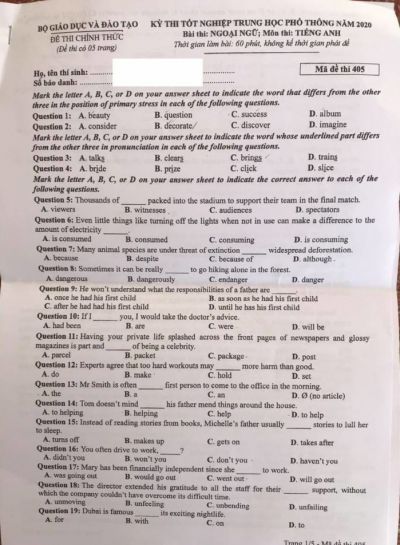 BỘ GIÁO DỤC VÀ ĐÀO TẠO KỲ THI TỐT NGHIỆP TRUNG HỌC PHỔ THÔNG NĂM 2020
ĐỀ THI CHÍNH THỨC Bài thi: NGOẠI NGỮ; Môn thi: TIẾNG ANH
(Đề thi có 05 trang) Thời gian làm bài: 60 phút, không kể thời gian phát đề
Họ, tên thí sinh:
Mã đề thi 405
Số báo danh:
Mark the letter A, B, C, or D on your answer sheet to indicate the word that differs from the other
three in the position of primary stress in each of the following questions.
Question 1: A. beauty B. question C. success D. album
Question 2: A. consider B. decorate C. discover D. imagine
Mark the letter A, B, C, or D on your answer sheet to indicate the word whose underlined part differs
from the other three in pronunciation in each of the following questions.
Question 3: A. talks B. clears C. brings D. trains
Question 4: A. bride B. prize C. click D. slice
Mark the letter A, B, C, or D on your answer sheet to indicate the correct answer to each of the
following questions.
Question 5: Thousands of ______ packed into the stadium to support their team in the final match.
A. viewers B. witnesses C. audiences D. spectators
Question 6: Even little things like turning off the lights when not in use can make a difference to the
amount of electricity ______.
A. is consumed B. consumed C. consuming D. is consuming
Question 7: Many animal species are under threat of extinction ______ widespread deforestation.
A. because B. despite C. because of D. although
Question 8: Sometimes it can be really ______ to go hiking alone in the forest.
A. dangerous B. dangerously C. endanger D. danger
Question 9: He won't understand what the responsibilities of a father are ______.
A. once he had his first child B. as soon as he had his first child
C. after he had had his first child D. until he has his first child
Question 10: If I ______ you, I would take the doctor's advice.
A. had been B. are C. were D. will be
Question 11: Having your private life splashed across the front pages of newspapers and glossy
magazines is part and ______ of being a celebrity.
A. parcel B. packet C. package D. post
Question 12: Experts agree that too hard workouts may ______ more harm than good.
A. do B. make C. hold D. set
Question 13: Mr Smith is often ______ first person to come to the office in the morning.
A. the B. a C. an D. Ø (no article)
Question 14: Tom doesn't mind ______ his father mend things around the house.
A. to helping B. helping C. help D. to help
Question 15: Instead of reading stories from books, Michelle's father usually ______ stories to lull her
to sleep.
A. turns off B. makes up C. gets on D. takes after
Question 16: You often drive to work, ______?
A. didn't you B. won't you C. don't you D. haven't you
Question 17: Mary has been financially independent since she ______ to work.
A. was going out B. would go out C. went out D. will go out
Question 18: The director extended his gratitude to all the staff for their ______ support, without
which the company couldn't have overcome its difficult time.
A. unmoving B. unfeeling C. unbending D. unfailing
Question 19: Dubai is famous ______ its exciting nightlife.
A. for B. with C. on D. to
Trang 1/5 - Mã đề thi 405